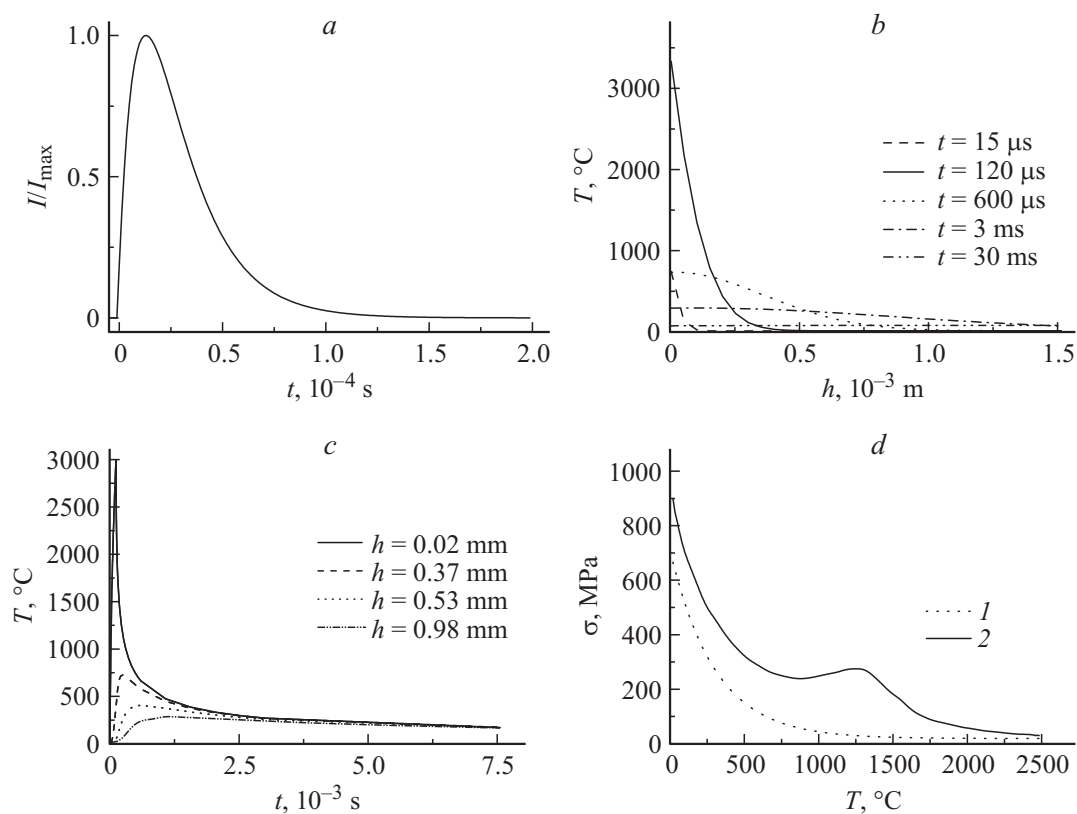 a
1.0
0.5
0
I/Imax
0 0.5 1.0 1.5 2.0
t, 10–4 s
b
3000
2000
1000
0
T, °C
t = 15 μs
t = 120 μs
t = 600 μs
t = 3 ms
t = 30 ms
0 0.5 1.0 1.5
h, 10–3 m
c
3000
2500
2000
1500
1000
500
0
T, °C
h = 0.02 mm
h = 0.37 mm
h = 0.53 mm
h = 0.98 mm
0 2.5 5.0 7.5
t, 10–3 s
d
1000
800
600
400
200
0
σ, MPa
1
2
0 500 1000 1500 2000 2500
T, °C